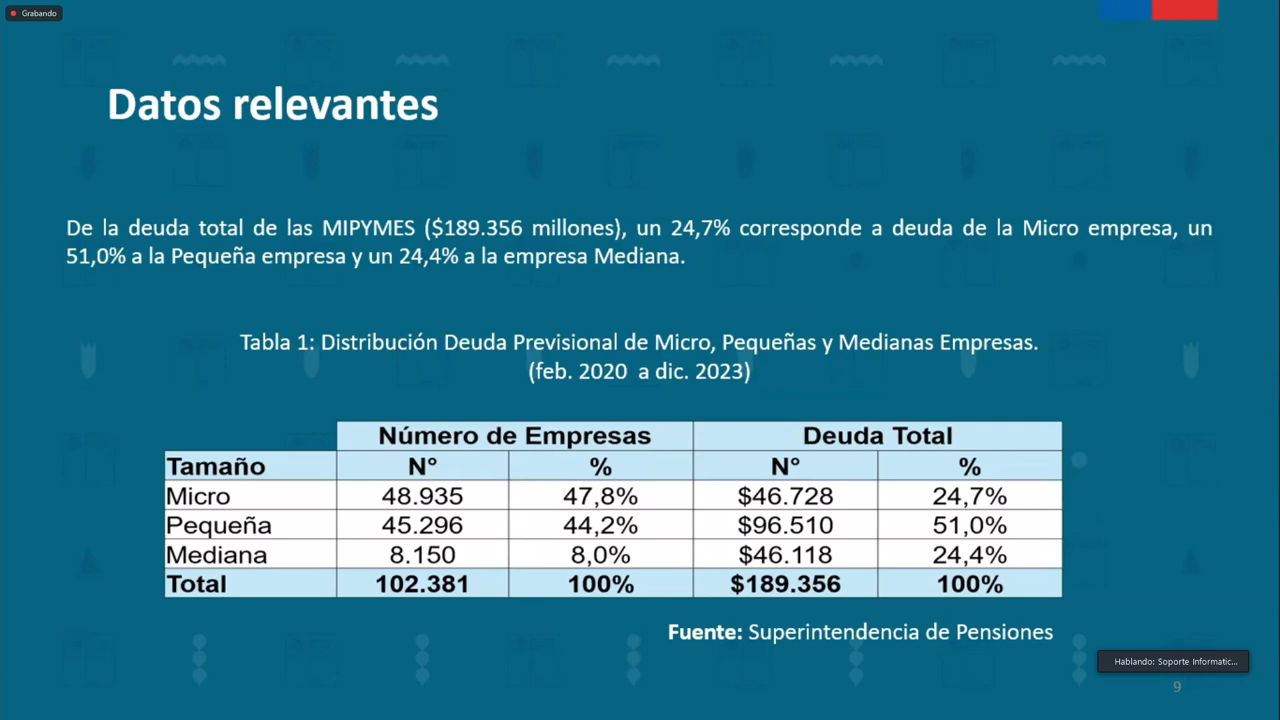 Grabando
Datos relevantes
De la deuda total de las MIPYMES ($189.356 millones), un 24,7% corresponde a deuda de la Micro empresa, un
51,0% a la Pequeña empresa y un 24,4% a la empresa Mediana.
Tabla 1: Distribución Deuda Previsional de Micro, Pequeñas y Medianas Empresas.
(feb. 2020 a dic. 2023)
Número de Empresas Deuda Total
Tamaño N° % N° %
Micro 48.935 47,8% $46.728 24,7%
Pequeña 45.296 44,2% $96.510 51,0%
Mediana 8.150 8,0% $46.118 24,4%
Total 102.381 100% $189.356 100%
Fuente: Superintendencia de Pensiones
Hablando: Soporte Informatic...
9